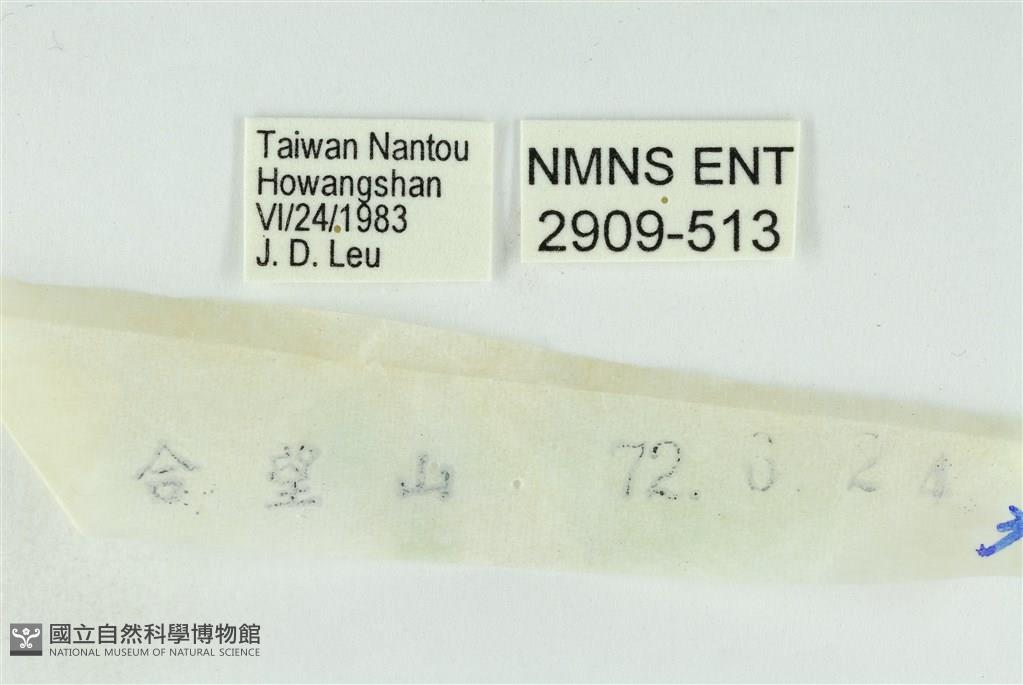 Taiwan Nantou
Howangshan
VI/24/1983
J. D. Leu
NMNS ENT
2909-513
合望山 72. 6. 24
國立自然科學博物館
NATIONAL MUSEUM OF NATURAL SCIENCE